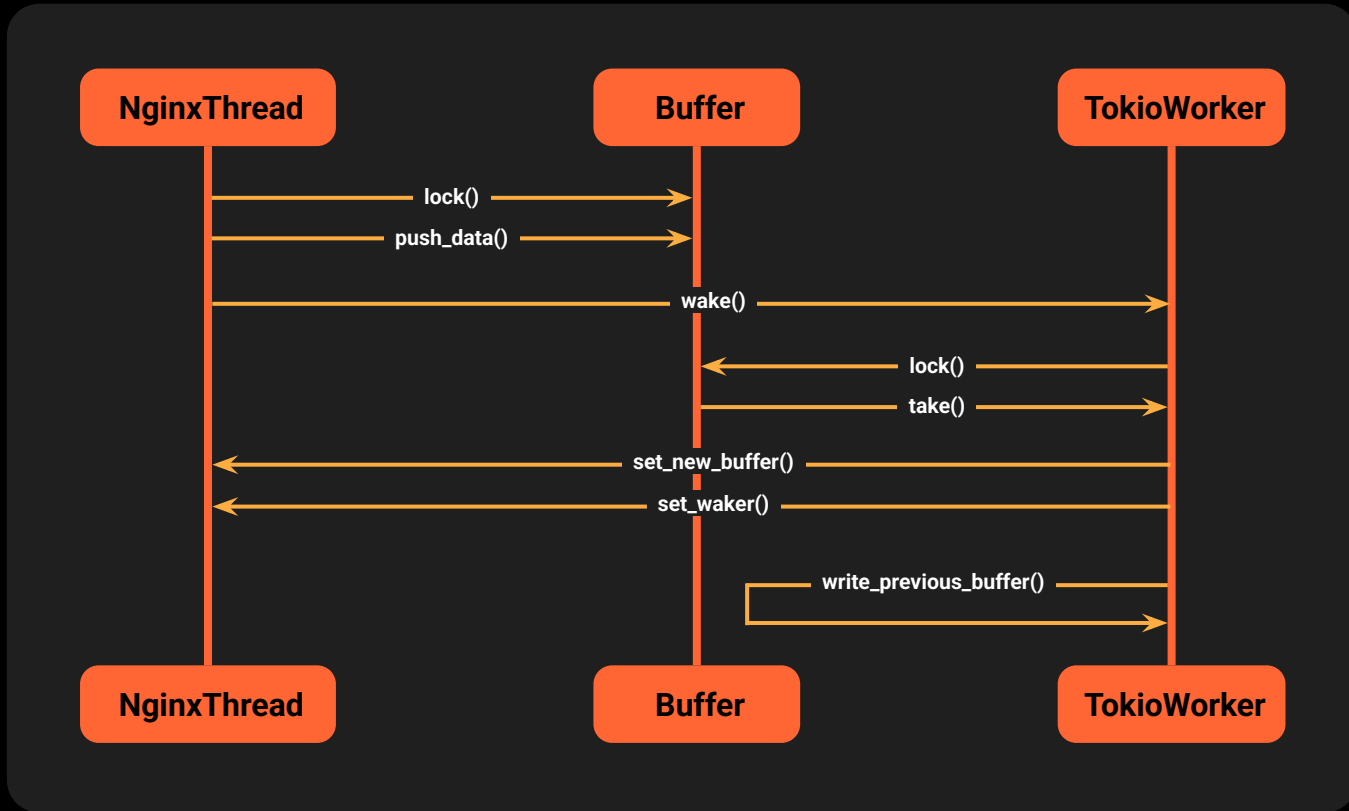 NginxThread
Buffer
TokioWorker
lock()
push_data()
wake()
lock()
take()
set_new_buffer()
set_waker()
write_previous_buffer()
NginxThread
Buffer
TokioWorker